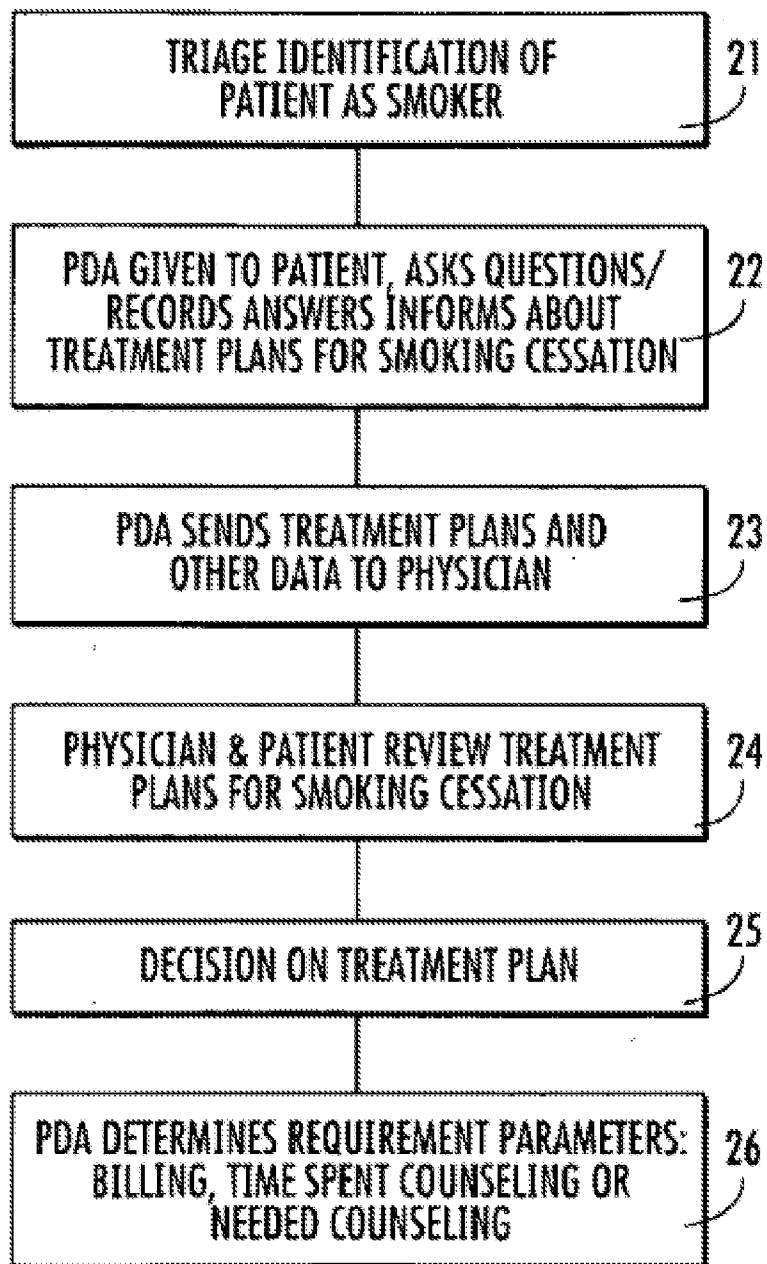 TRIAGE IDENTIFICATION OF
PATIENT AS SMOKER
21
PDA GIVEN TO PATIENT, ASKS QUESTIONS/
RECORDS ANSWERS INFORMS ABOUT
TREATMENT PLANS FOR SMOKING CESSATION
22
PDA SENDS TREATMENT PLANS AND
OTHER DATA TO PHYSICIAN
23
PHYSICIAN & PATIENT REVIEW TREATMENT
PLANS FOR SMOKING CESSATION
24
DECISION ON TREATMENT PLAN
25
PDA DETERMINES REQUIREMENT PARAMETERS:
BILLING, TIME SPENT COUNSELING OR
NEEDED COUNSELING
26